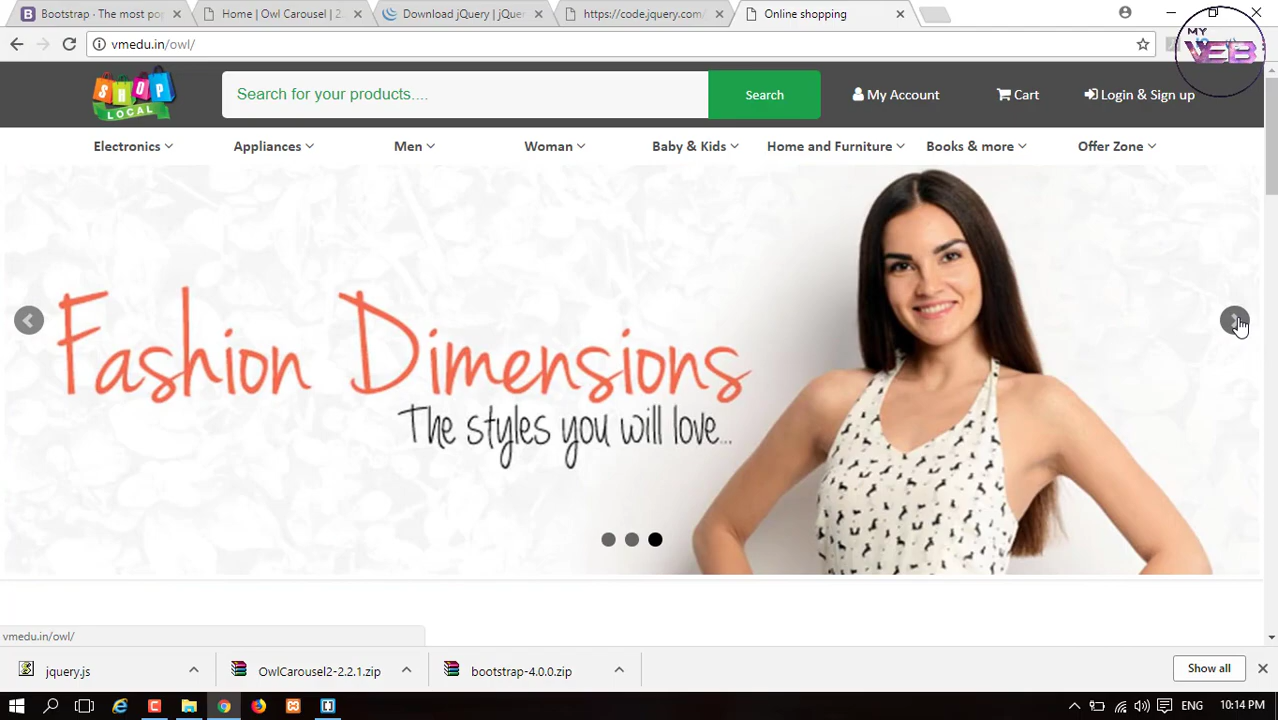 Bootstrap · The most pop
Home | Owl Carousel | 2.
Download jQuery | jQuer
https://code.jquery.com/
Online shopping
vmedu.in/owl/
MY
VEB
SHOP
LOCAL
Search for your products....
Search
My Account
Cart
Login & Sign up
Electronics
Appliances
Men
Woman
Baby & Kids
Home and Furniture
Books & more
Offer Zone
Fashion Dimensions
The styles you will love...
vmedu.in/owl/
jquery.js
OwlCarousel2-2.2.1.zip
bootstrap-4.0.0.zip
Show all
ENG
10:14 PM